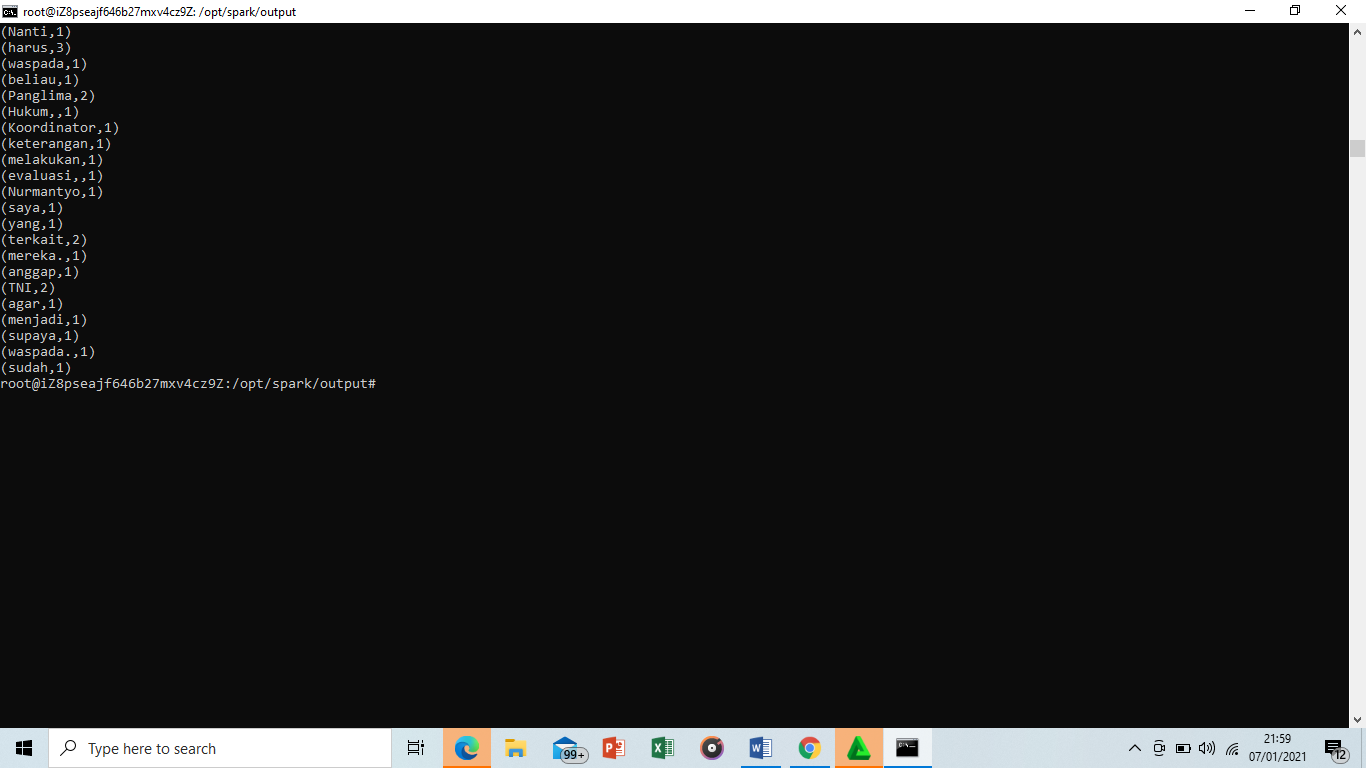 root@iZ8pseajf646b27mxv4cz9Z: /opt/spark/output
(Nanti,1)
(harus,3)
(waspada,1)
(beliau,1)
(Panglima,2)
(Hukum,,1)
(Koordinator,1)
(keterangan,1)
(melakukan,1)
(evaluasi,,1)
(Nurmantyo,1)
(saya,1)
(yang,1)
(terkait,2)
(mereka.,1)
(anggap,1)
(TNI,2)
(agar,1)
(menjadi,1)
(supaya,1)
(waspada.,1)
(sudah,1)
root@iZ8pseajf646b27mxv4cz9Z:/opt/spark/output#
Type here to search
99+
21:59
07/01/2021
12